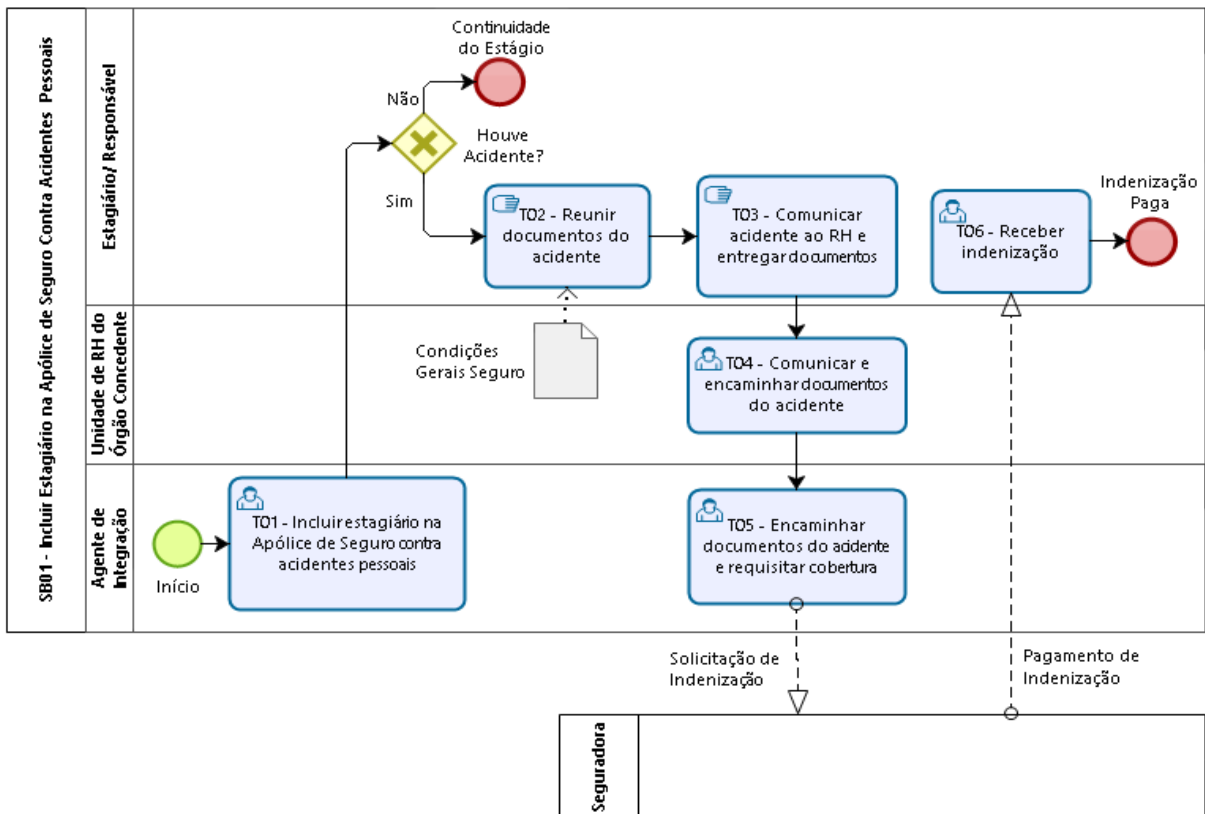 SB01 - Incluir Estagiário na Apólice de Seguro Contra Acidentes Pessoais
Estagiário/ Responsável
Continuidade
do Estágio
Não
Houve
Acidente?
Sim
T02 - Reunir
documentos do
acidente
T03 - Comunicar
acidente ao RH e
entregar documentos
T06 - Receber
indenização
Indenização
Paga
Unidade de RH do
Órgão Concedente
Condições
Gerais Seguro
T04 - Comunicar e
encaminhar documentos
do acidente
Agente de
Integração
Início
T01 - Incluir estagiário na
Apólice de Seguro contra
acidentes pessoais
T05 - Encaminhar
documentos do acidente
e requisitar cobertura
Solicitação de
Indenização
Pagamento de
Indenização
Seguradora